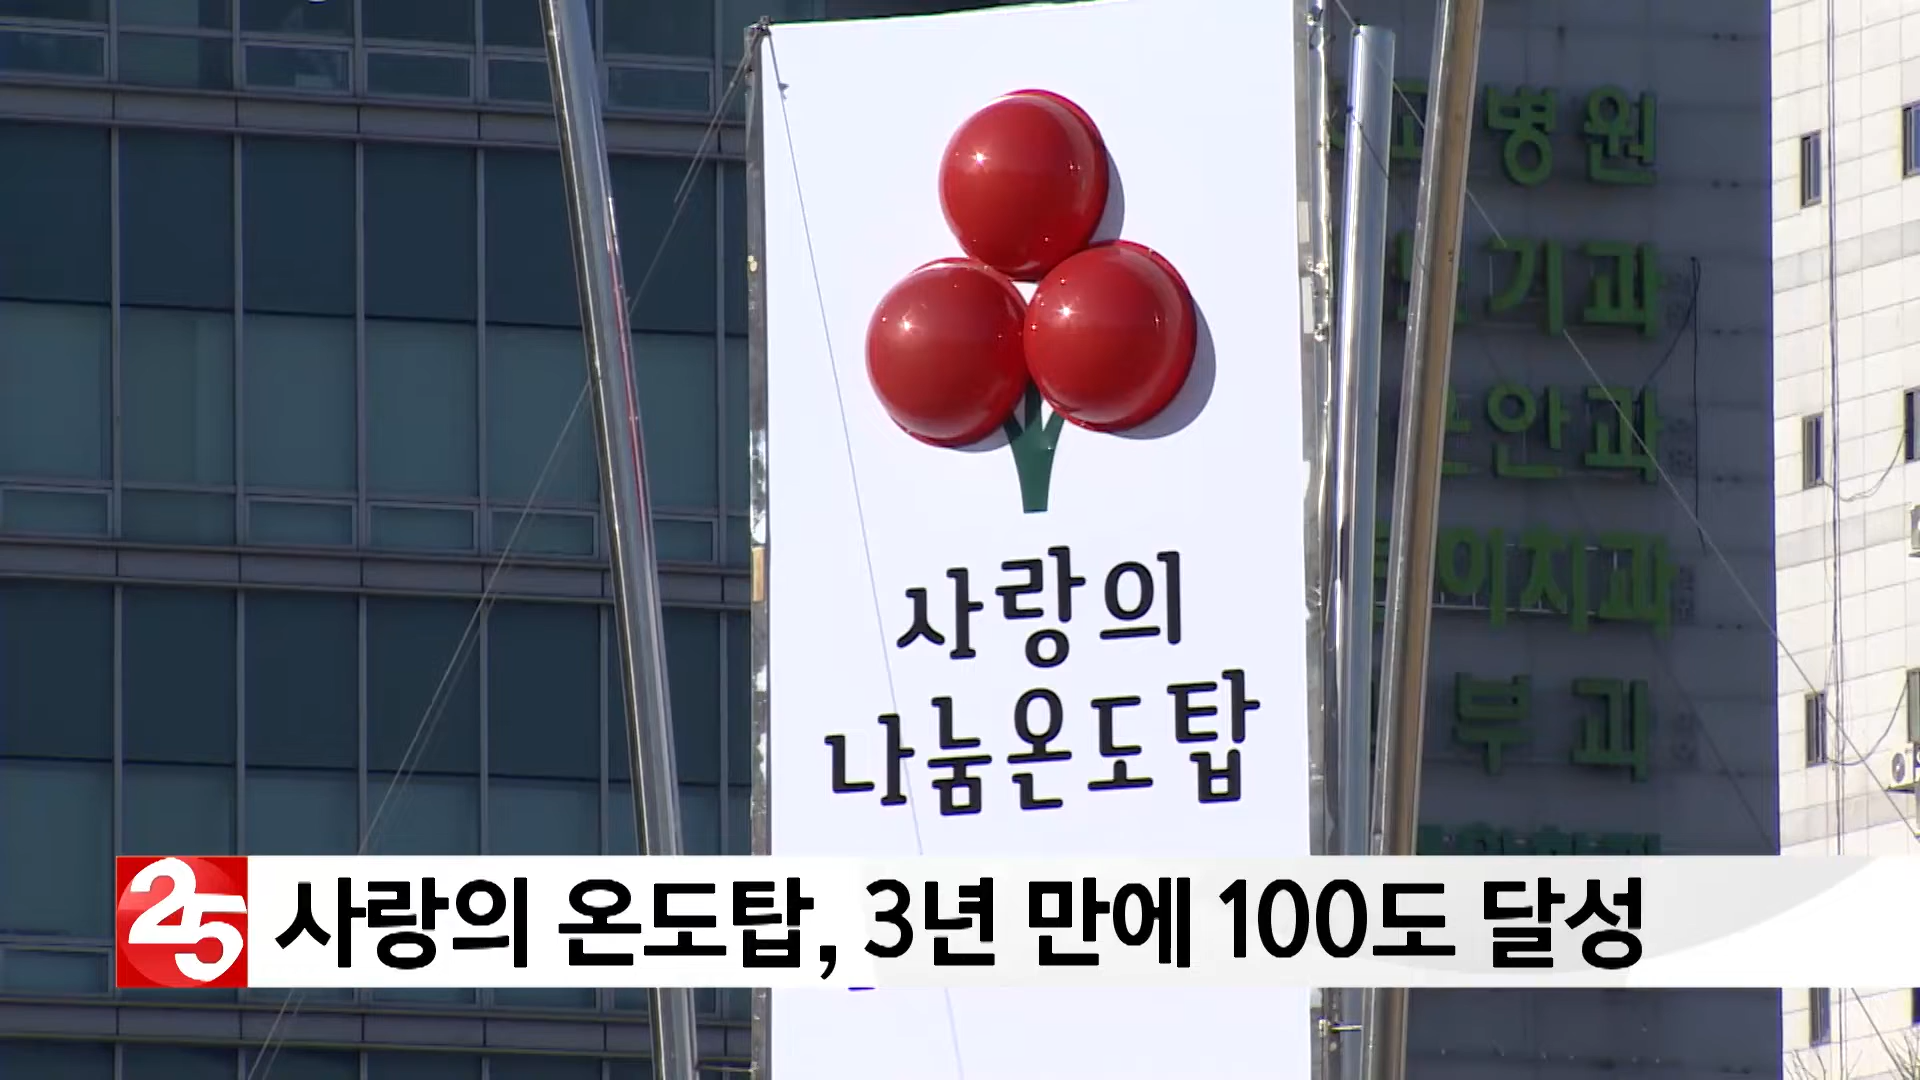 병원
기과
안과
이치과
부과
사랑의
나눔온도탑
25 사랑의 온도탑, 3년 만에 100도 달성